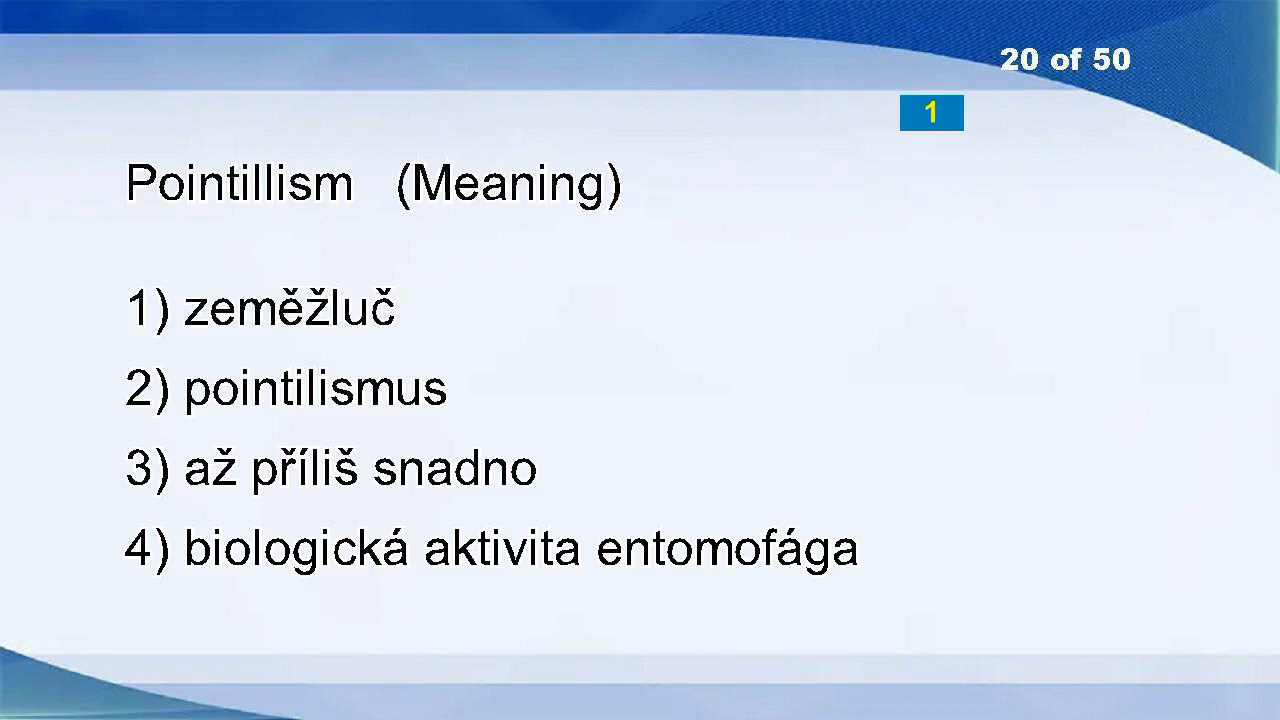 20 of 50
1
Pointillism (Meaning)
1) zeměžluč
2) pointilismus
3) až příliš snadno
4) biologická aktivita entomofága